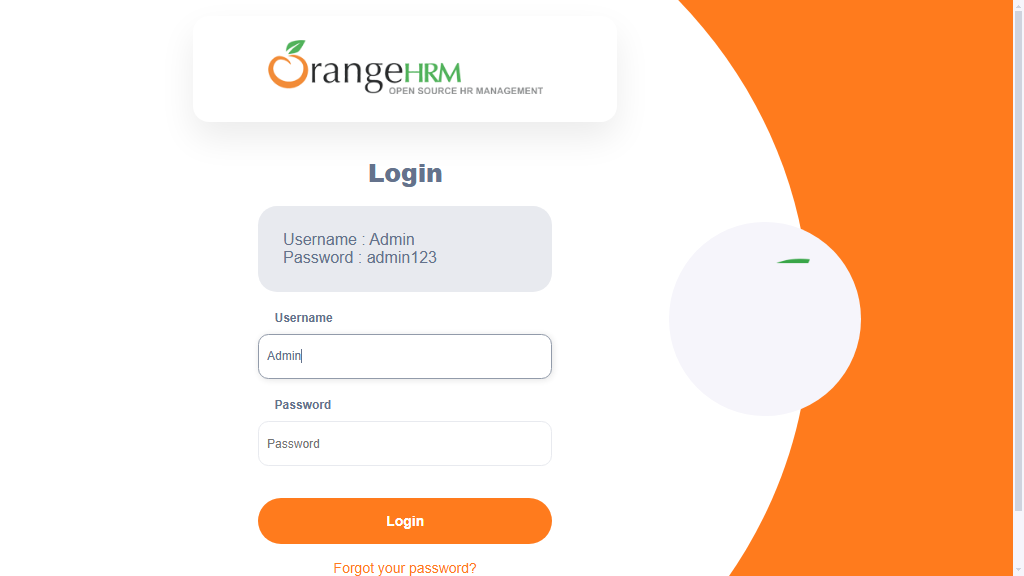 OrangeHRM
OPEN SOURCE HR MANAGEMENT
Login
Username : Admin
Password : admin123
Username
Admin
Password
Password
Login
Forgot your password?